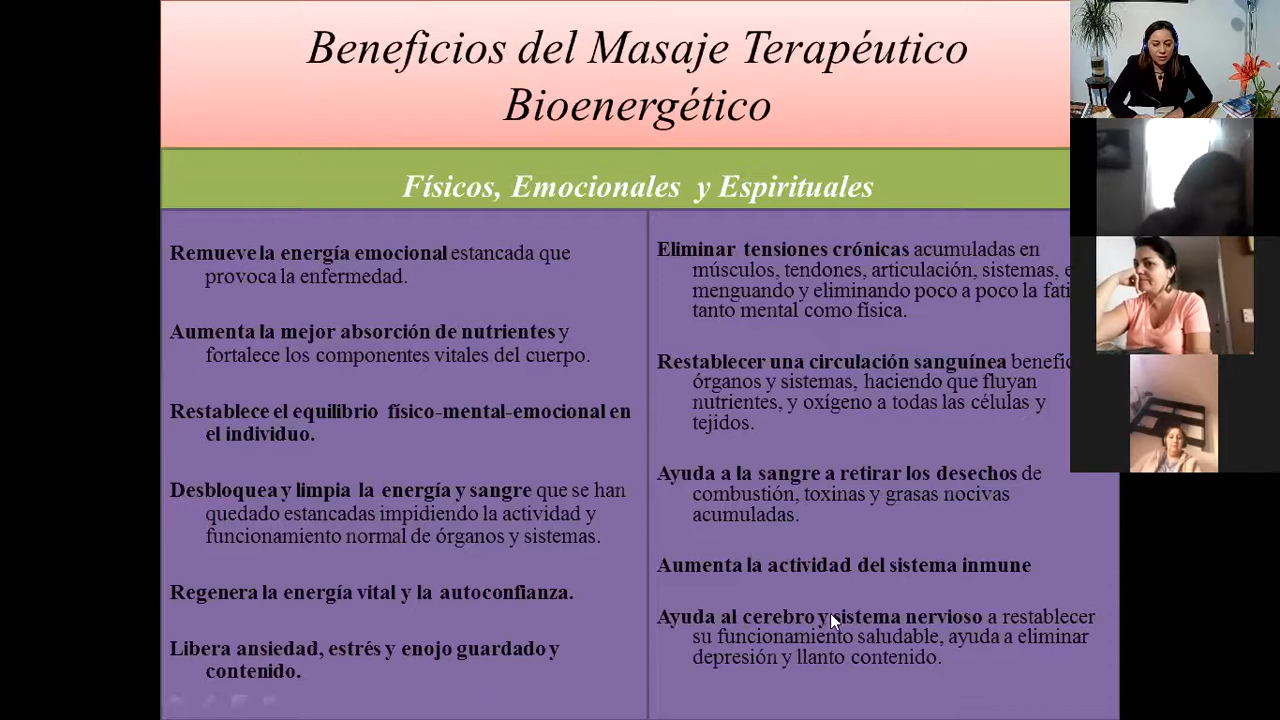 Beneficios del Masaje Terapéutico
Bioenergético
Físicos, Emocionales y Espirituales
Remueve la energía emocional estancada que
provoca la enfermedad.
Aumenta la mejor absorción de nutrientes y
fortalece los componentes vitales del cuerpo.
Restablece el equilibrio físico-mental-emocional en
el individuo.
Desbloquea y limpia la energía y sangre que se han
quedado estancadas impidiendo la actividad y
funcionamiento normal de órganos y sistemas.
Regenera la energía vital y la autoconfianza.
Libera ansiedad, estrés y enojo guardado y
contenido.
Eliminar tensiones crónicas acumuladas en
músculos, tendones, articulación, sistemas,
menguando y eliminando poco a poco la
tanto mental como física.
Restablecer una circulación sanguínea
órganos y sistemas, haciendo que fluyan
nutrientes, y oxígeno a todas las células y
tejidos.
Ayuda a la sangre a retirar los desechos de
combustión, toxinas y grasas nocivas
acumuladas.
Aumenta la actividad del sistema inmune
Ayuda al cerebro y sistema nervioso a restablecer
su funcionamiento saludable, ayuda a eliminar
depresión y llanto contenido.